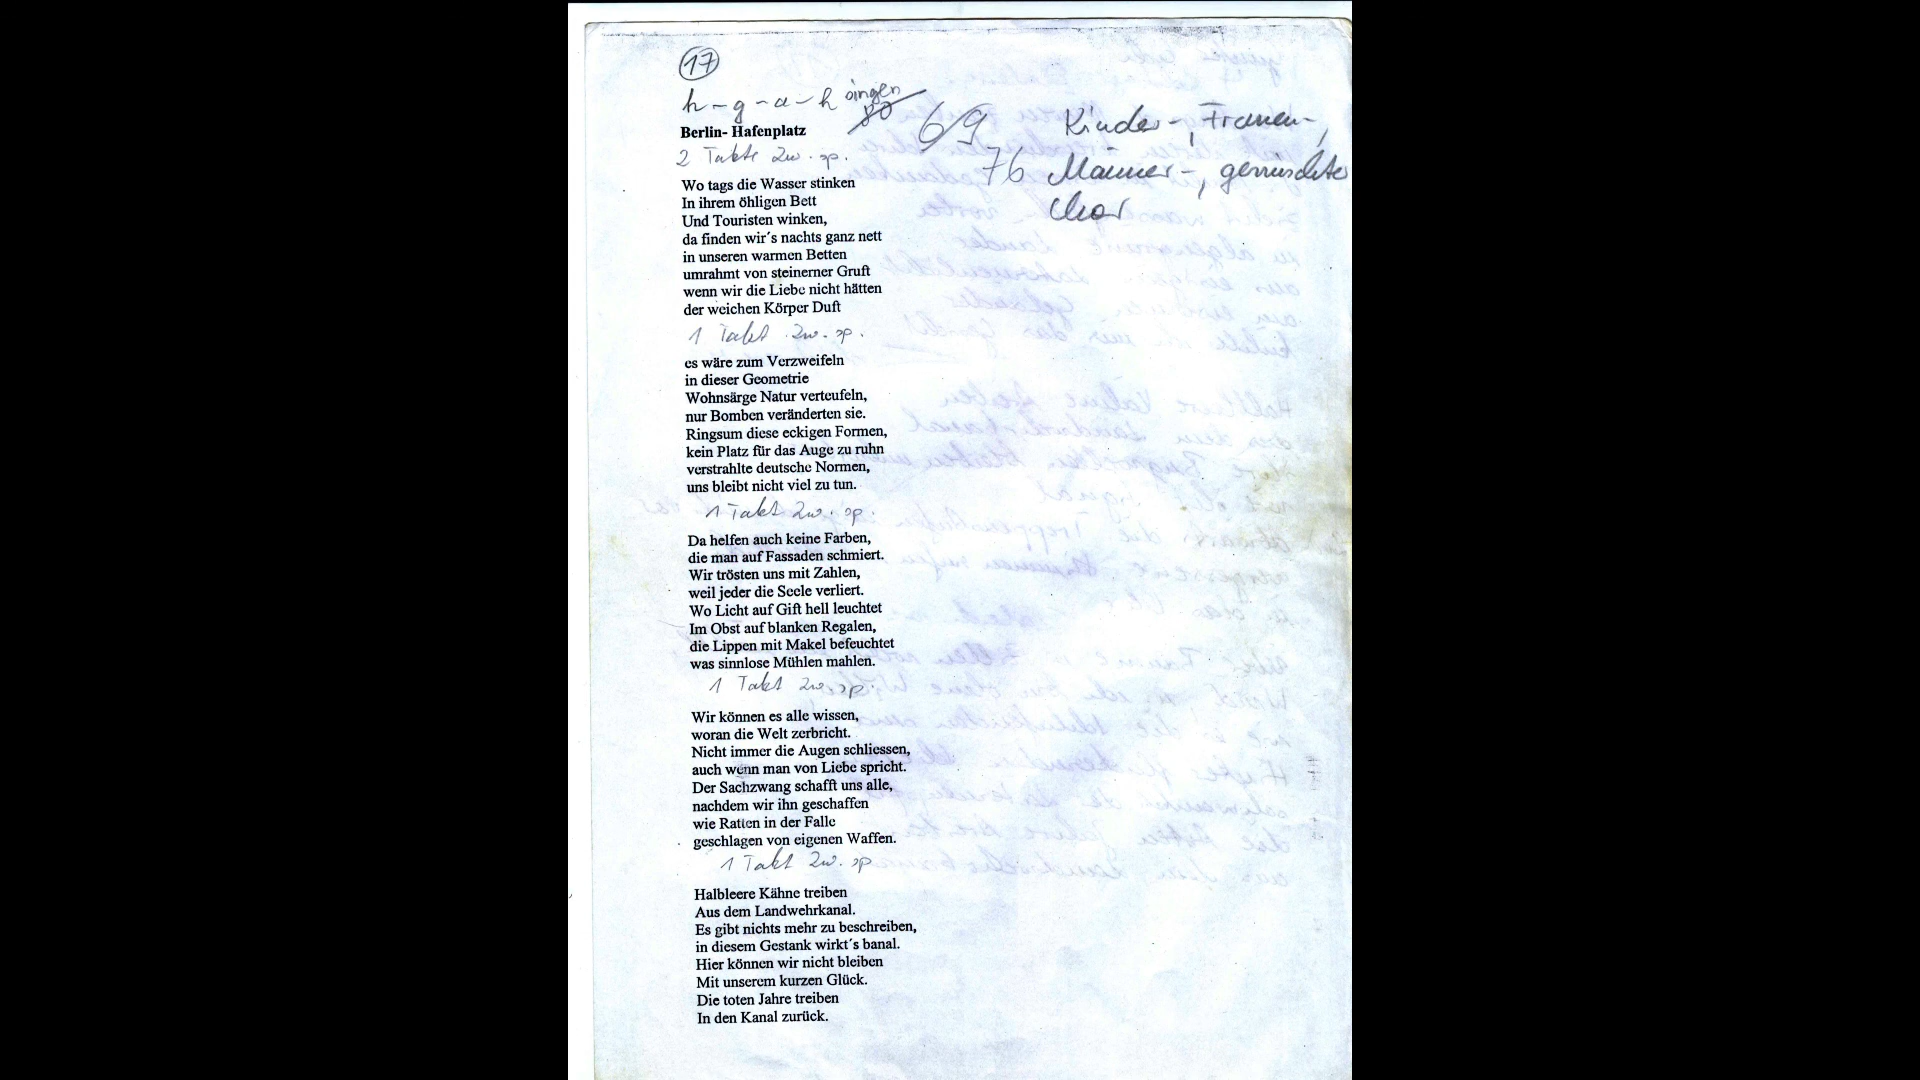 17
h-g-a-h singen
80
69
Kinder-, Frauen-,
76 Männer-, gemischte
Chor
Berlin- Hafenplatz
2 Takte Zw. sp.
Wo tags die Wasser stinken
In ihrem öhligen Bett
Und Touristen winken,
da finden wir´s nachts ganz nett
in unseren warmen Betten
umrahmt von steinerner Gruft
wenn wir die Liebe nicht hätten
der weichen Körper Duft
1 Takt Zw. sp.
es wäre zum Verzweifeln
in dieser Geometrie
Wohnsärge Natur verteufeln,
nur Bomben veränderten sie.
Ringsum diese eckigen Formen,
kein Platz für das Auge zu ruhn
verstrahlte deutsche Normen,
uns bleibt nicht viel zu tun.
1 Takt Zw. sp.
Da helfen auch keine Farben,
die man auf Fassaden schmiert.
Wir trösten uns mit Zahlen,
weil jeder die Seele verliert.
Wo Licht auf Gift hell leuchtet
Im Obst auf blanken Regalen,
die Lippen mit Makel befeuchtet
was sinnlose Mühlen mahlen.
1 Takt Zw. sp.
Wir können es alle wissen,
woran die Welt zerbricht.
Nicht immer die Augen schliessen,
auch wenn man von Liebe spricht.
Der Sachzwang schafft uns alle,
nachdem wir ihn geschaffen
wie Ratten in der Falle
geschlagen von eigenen Waffen.
1 Takt Zw. sp
Halbleere Kähne treiben
Aus dem Landwehrkanal.
Es gibt nichts mehr zu beschreiben,
in diesem Gestank wirkt´s banal.
Hier können wir nicht bleiben
Mit unserem kurzen Glück.
Die toten Jahre treiben
In den Kanal zurück.